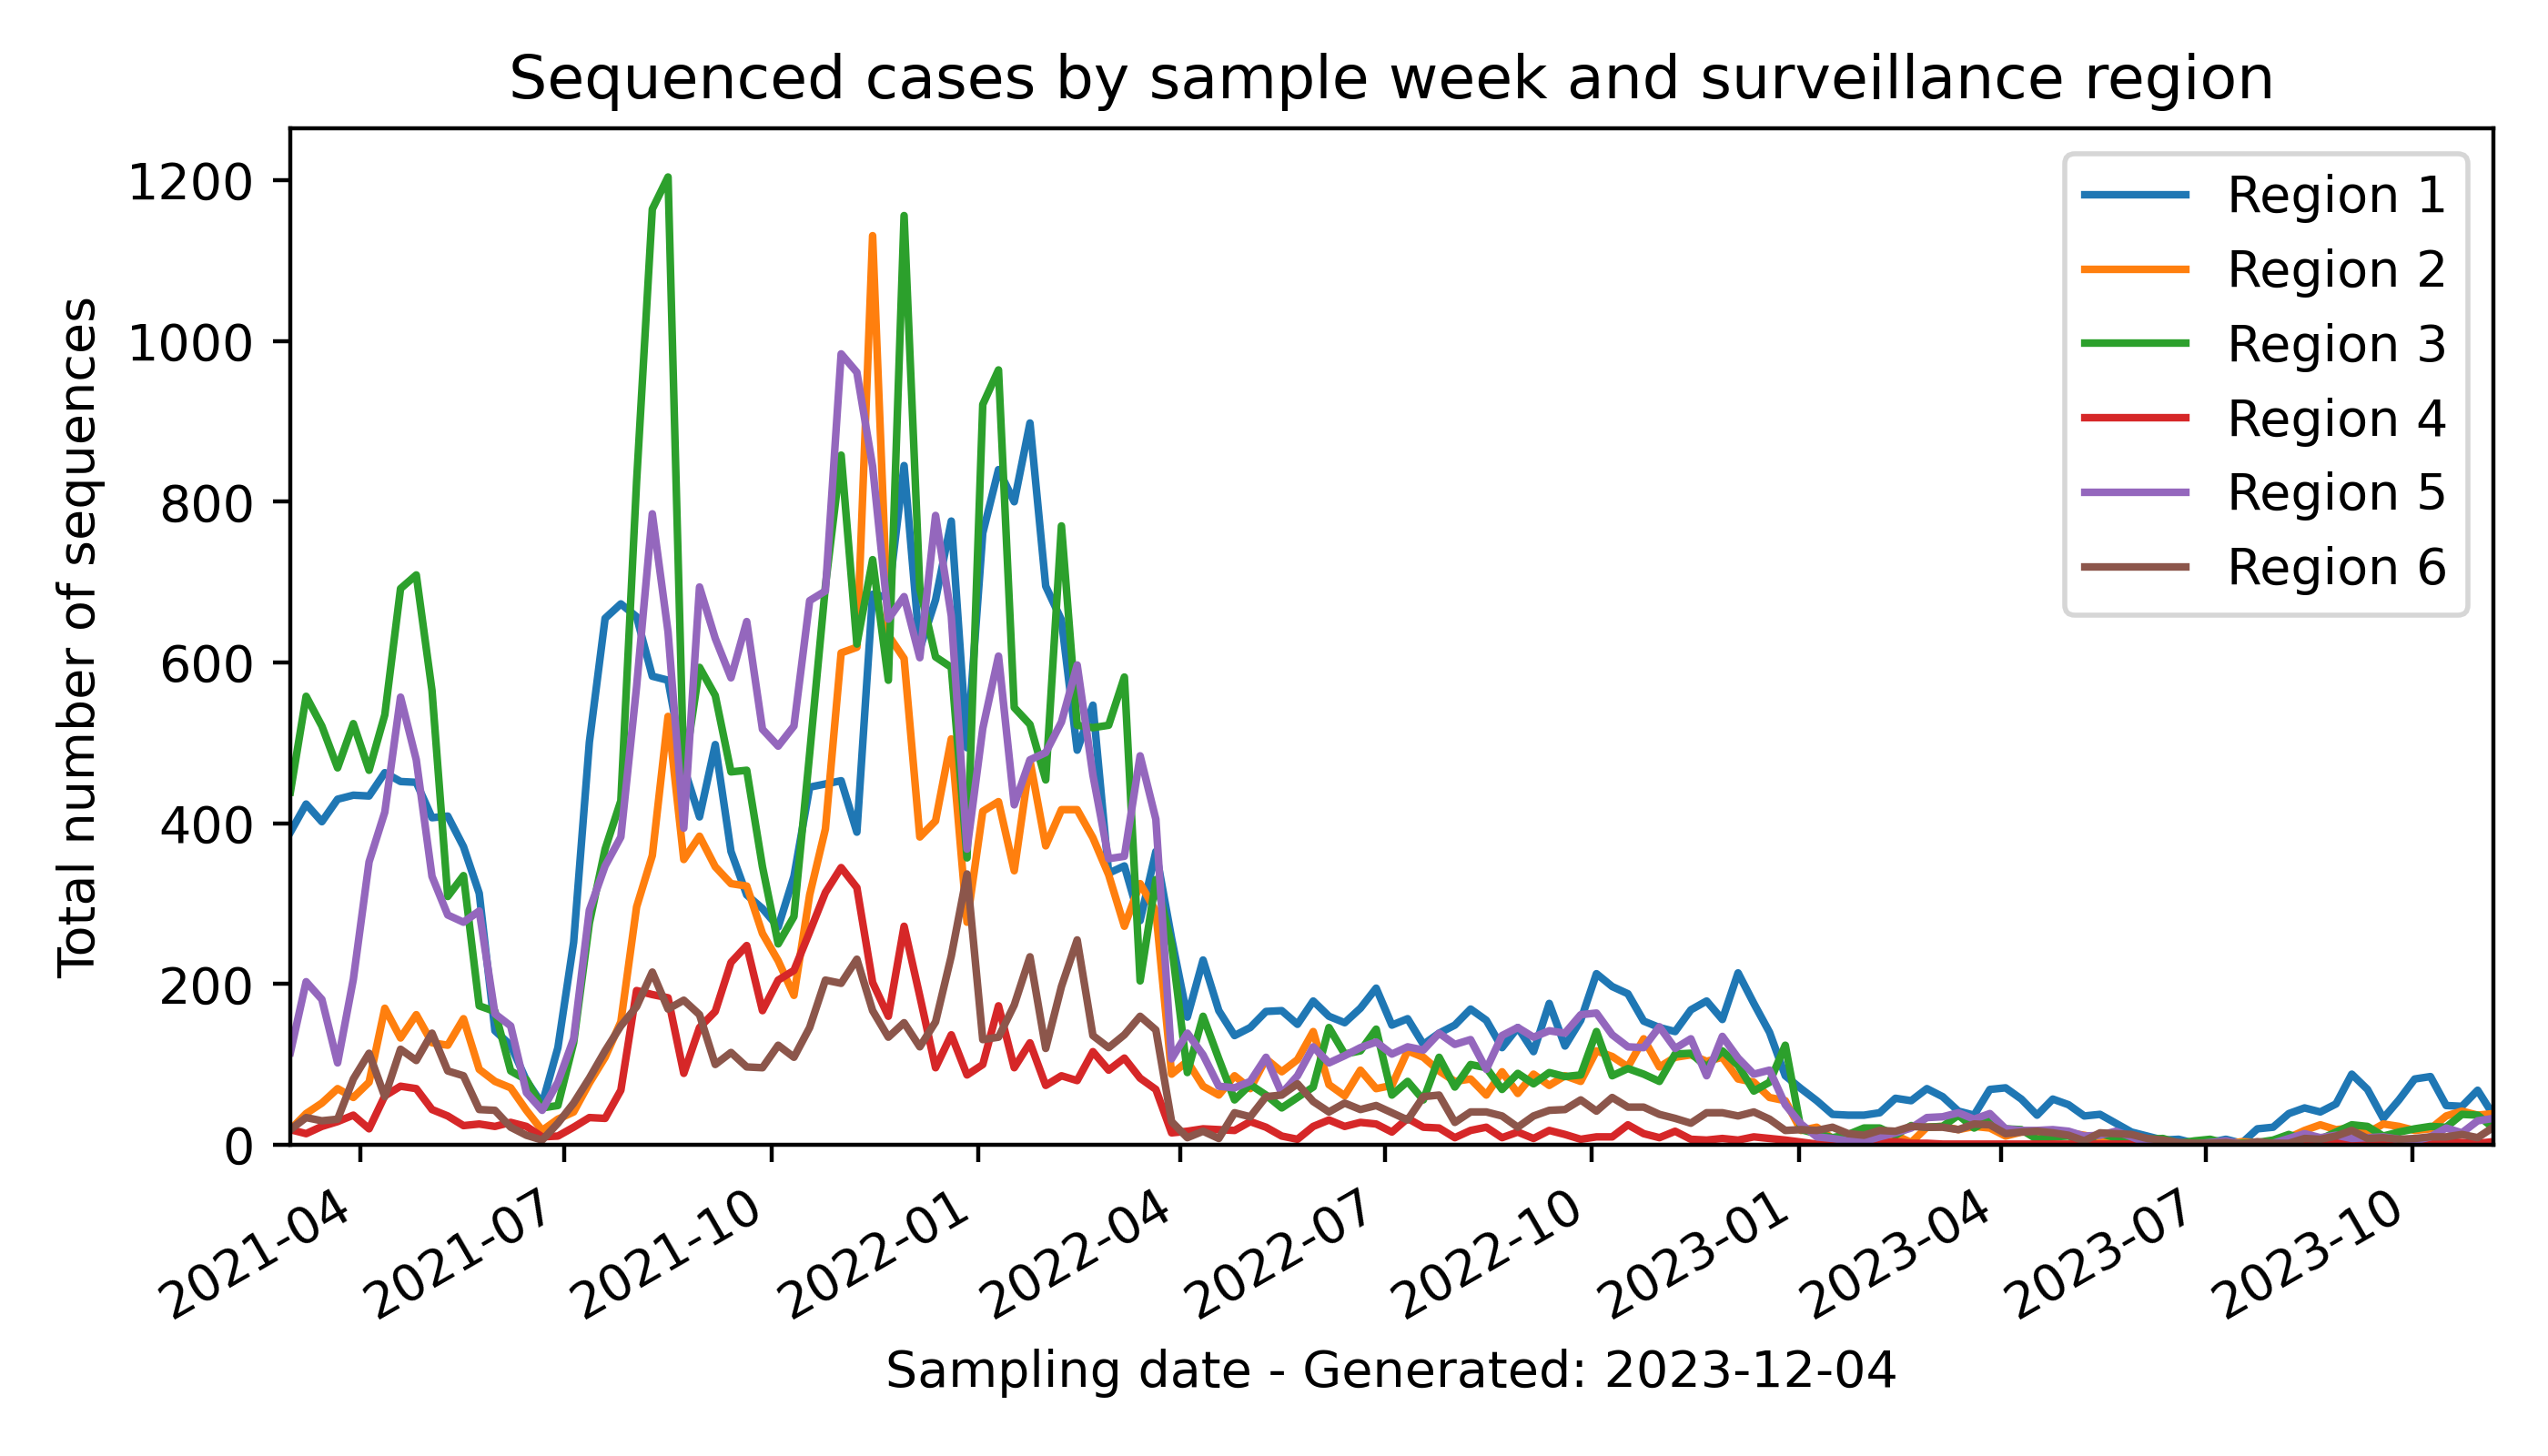 Sequenced cases by sample week and surveillance region
Total number of sequences
1200
1000
800
600
400
200
0
Region 1
Region 2
Region 3
Region 4
Region 5
Region 6
2021-04
2021-07
2021-10
2022-01
2022-04
2022-07
2022-10
2023-01
2023-04
2023-07
2023-10
Sampling date - Generated: 2023-12-04